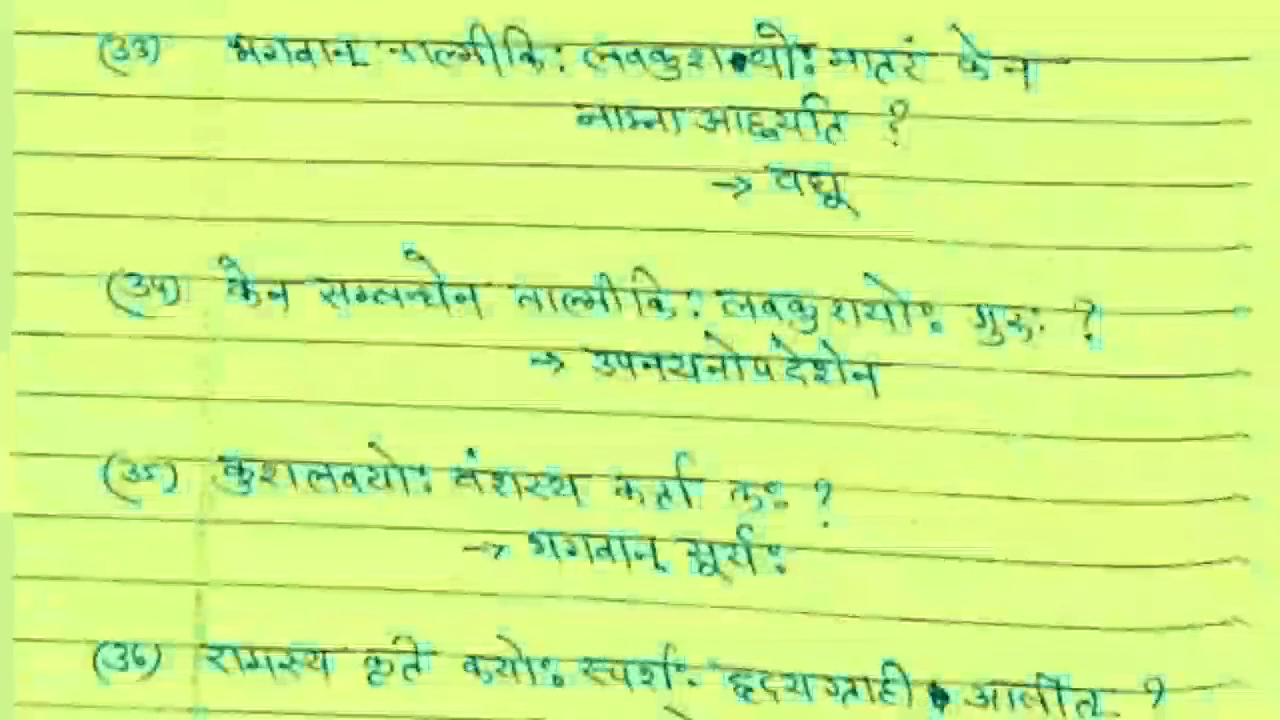 (33) भगवान् वाल्मीकि: लवकुशयो: मातरं केन
नाम्ना आह्वयति ?
→ वधू
(34) केन सम्बन्धेन वाल्मीकि: लवकुशयो: गुरु: ?
→ उपनयनोपदेशेन
(35) कुशलवयो: वंशस्य कर्ता क: ?
→ भगवान् सूर्य:
(36) रामस्य कृते कयो: स्पर्श: हृदयग्राही आसीत् ?